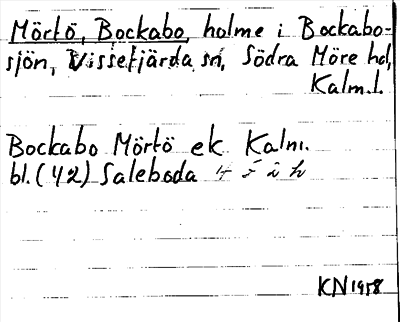 Mörtö, Bockabo, holme i Bockabo-
sjön, Vissefjärda sn, Södra Möre hd,
Kalm.l.
Bockabo Mörtö ek Kalm.
bl. (42) Saleboda
KN 1958